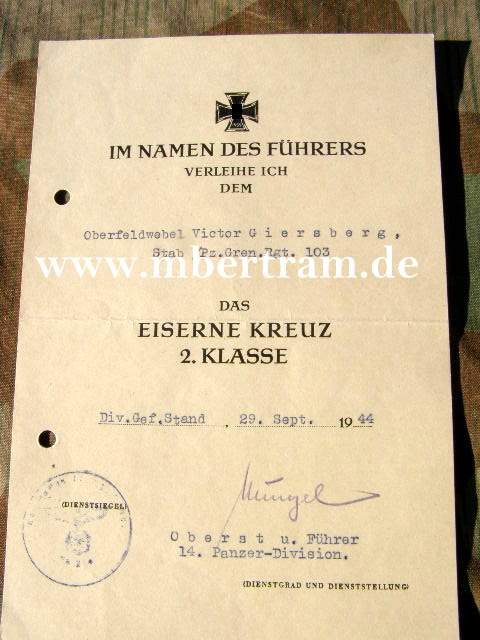 IM NAMEN DES FÜHRERS
VERLEIHE ICH
DEM
Oberfeldwebel Victor G i e r s b e r g ,
Stab /Pz.Gren.Rgt. 103
www.mbertram.de
DAS
EISERNE KREUZ
2. KLASSE
Div.Gef.Stand , 29. Sept. 1944
(DIENSTSIEGEL)
O b e r s t u. Führer
14. Panzer-Division.
(DIENSTGRAD UND DIENSTSTELLUNG)